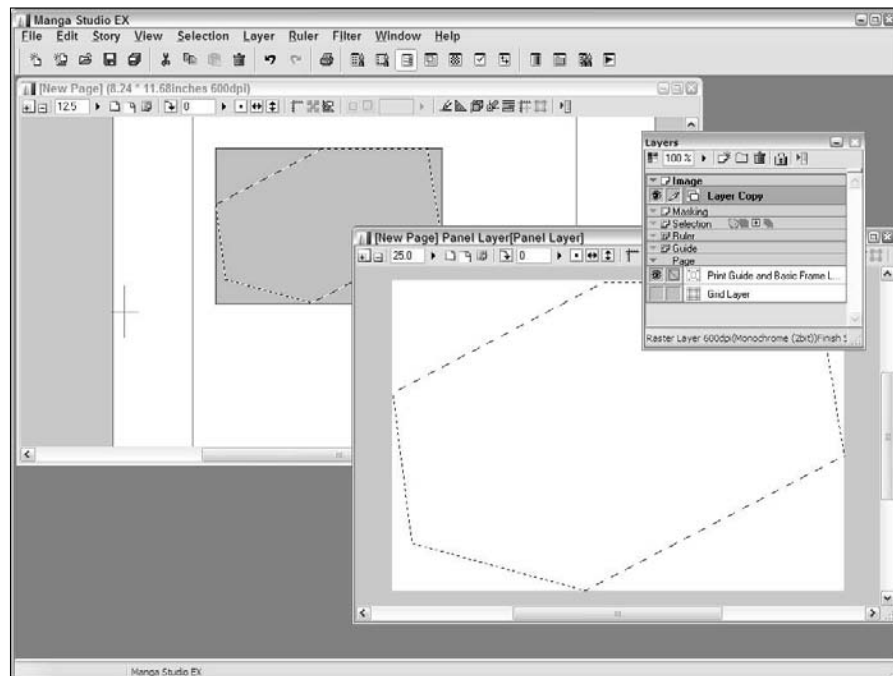 Manga Studio EX
File Edit Story View Selection Layer Ruler Filter Window Help
[New Page] (8.24 * 11.68inches 600dpi)
12.5 0
Layers
100 %
Image
Layer Copy
Masking
Selection
Ruler
Guide
Page
Print Guide and Basic Frame L...
Grid Layer
Raster Layer 600dpi(Monochrome (2bit))Finish
[New Page] Panel Layer[Panel Layer]
25.0 0
Manga Studio EX